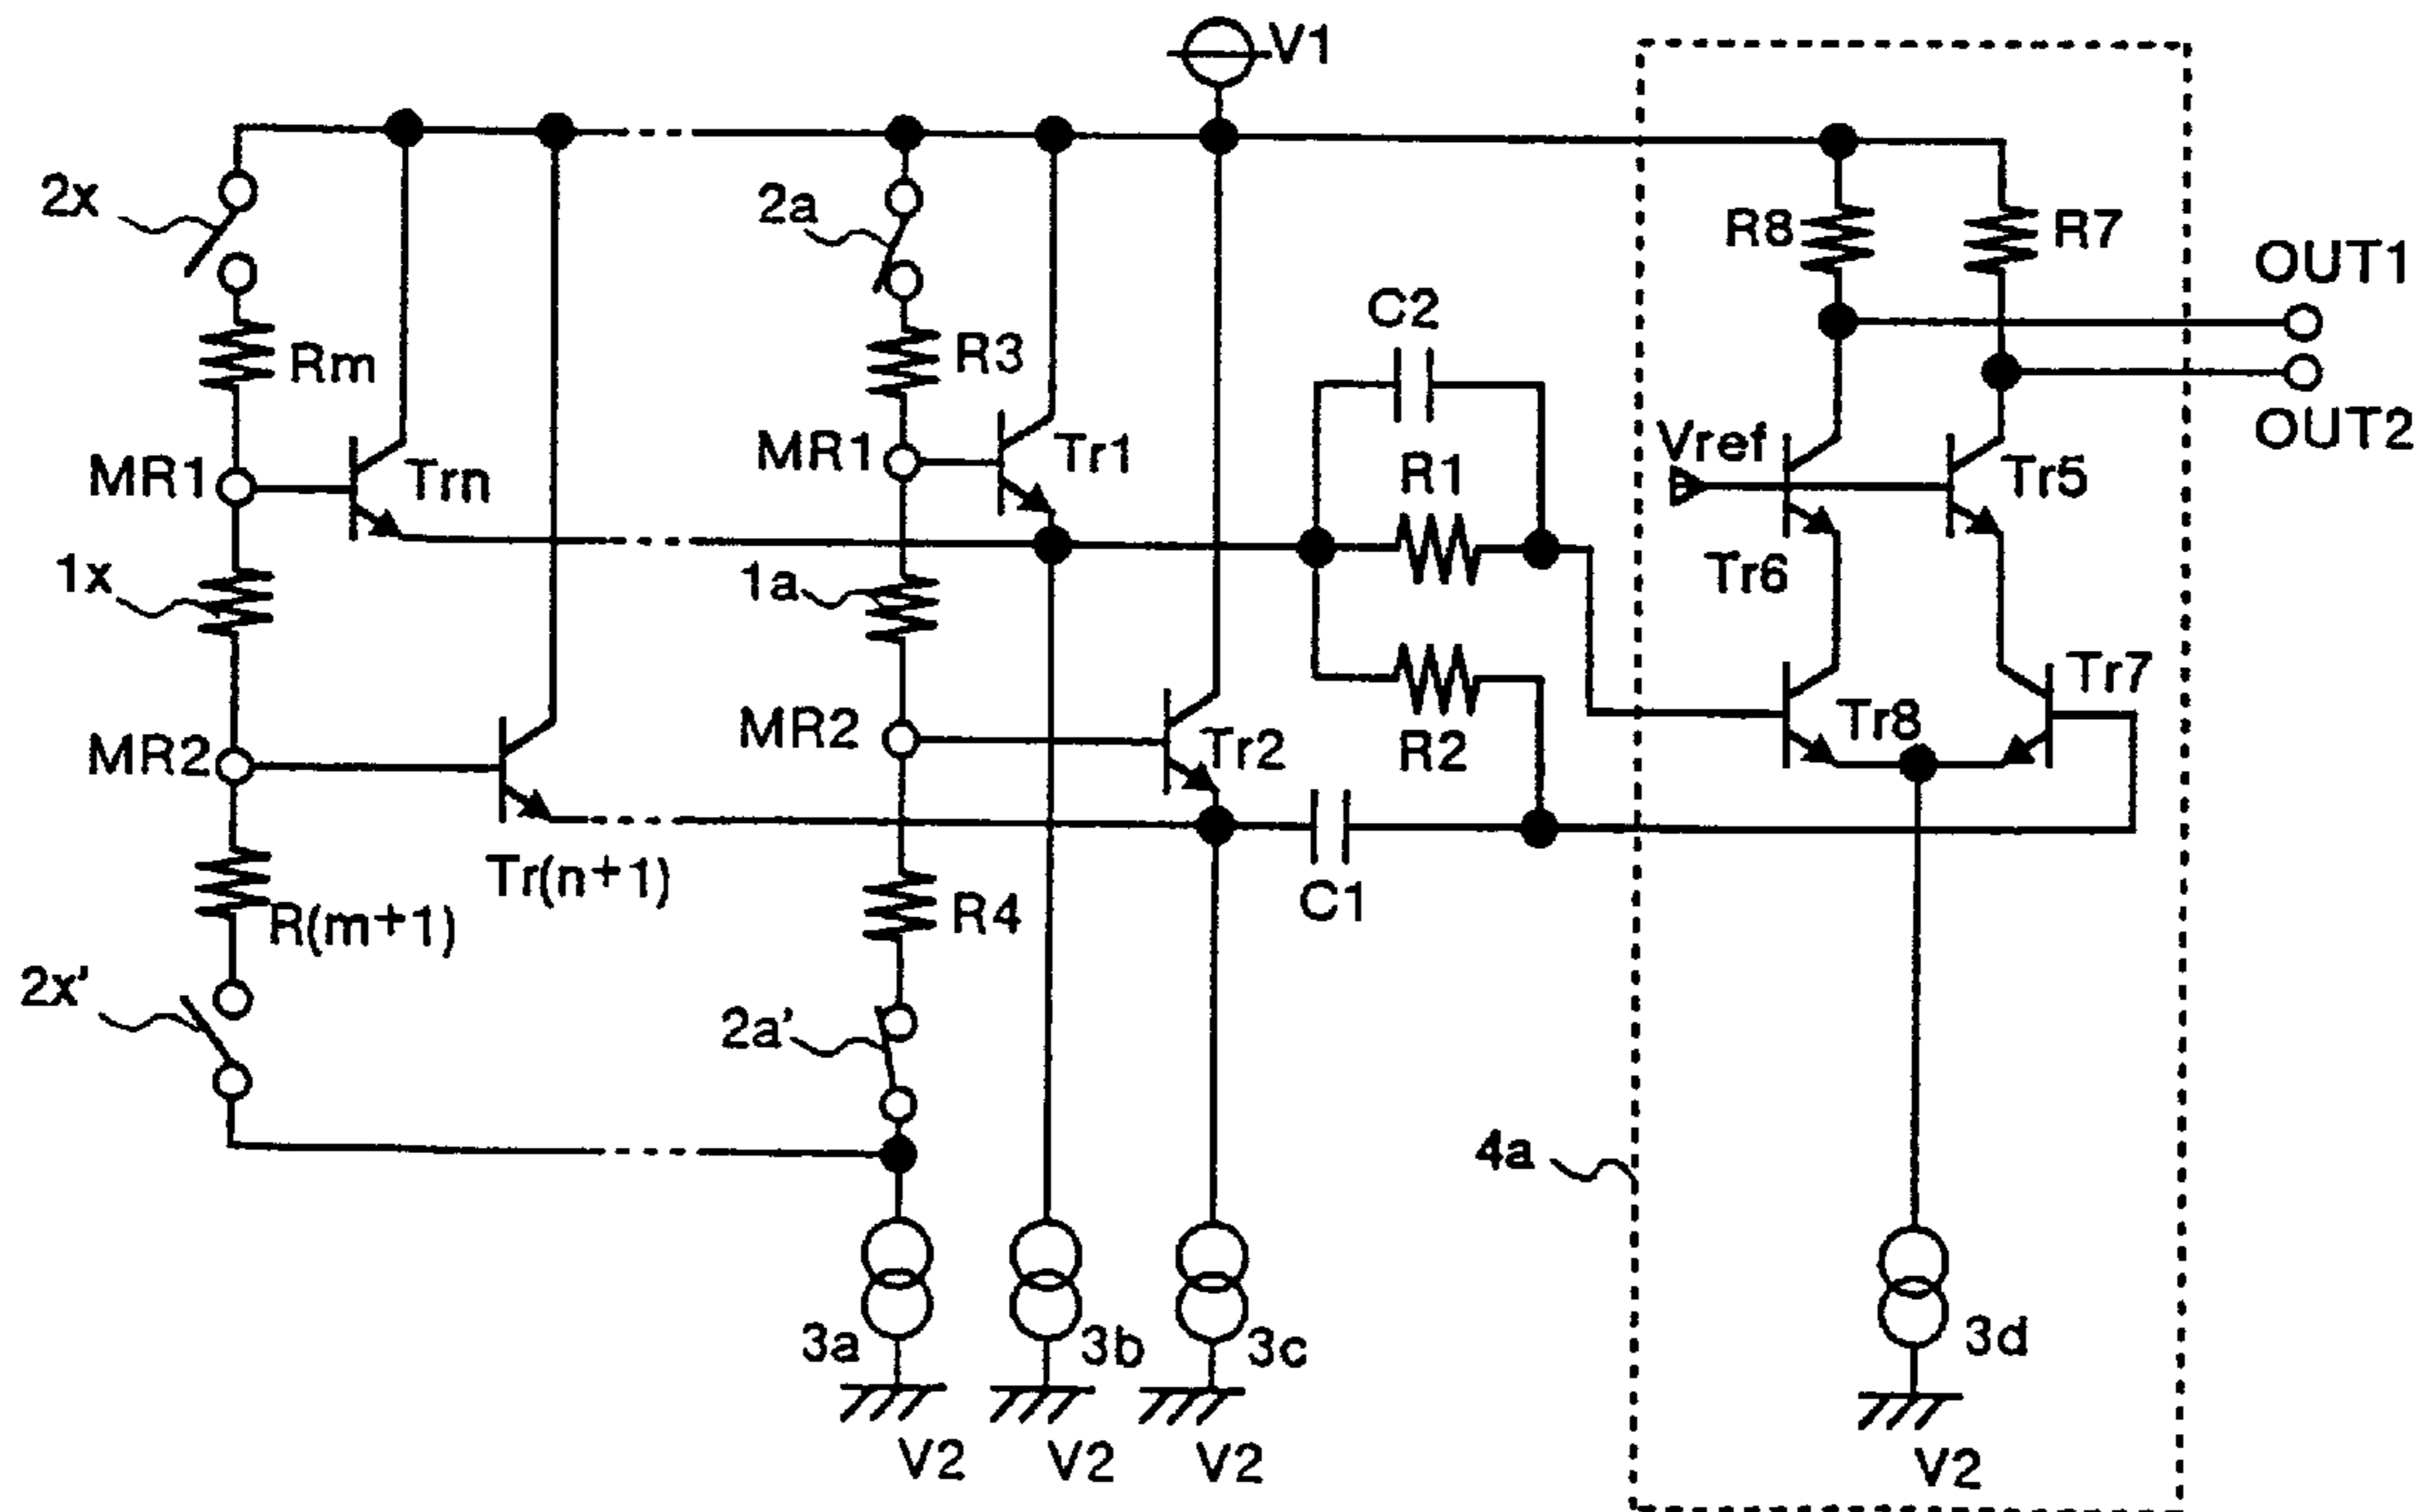 V1
2x
2a
R8
R7
OUT1
C2
Rm
R3
OUT2
MR1
Trn
MR1
Tr1
R1
Vref
Tr5
1x
1a
Tr6
MR2
MR2
Tr2
R2
Tr8
Tr7
Tr(n+1)
R4
C1
R(m+1)
2x'
2a'
4a
3a
3b
3c
3d
V2
V2
V2
V2